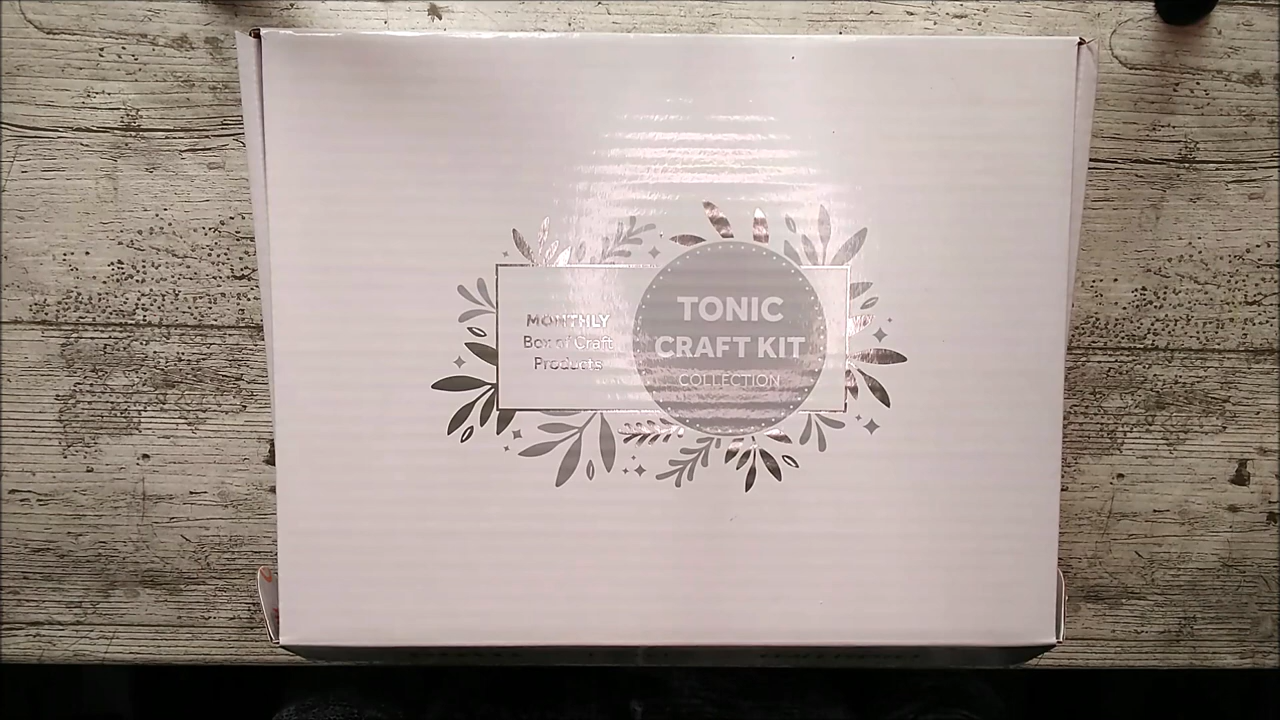 MONTHLY
Box of Craft
Products
TONIC
CRAFT KIT
COLLECTION